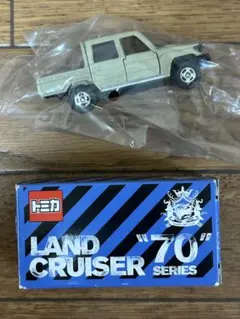 トミカ
LAND "70"
CRUISER SERIES